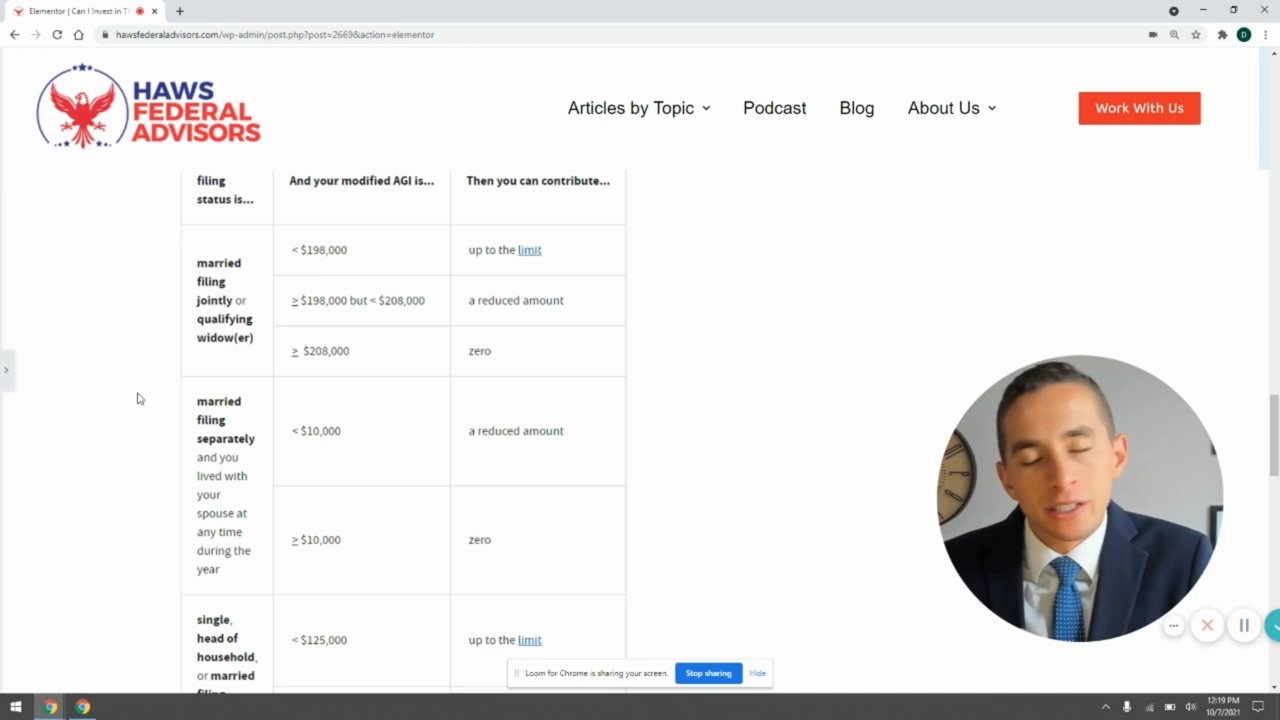 Elementor | Can I Invest in T
hawsfederaladvisors.com/wp-admin/post.php?post=2669&action=elementor
D
HAWS
FEDERAL
ADVISORS
Articles by Topic
Podcast
Blog
About Us
Work With Us
filing
status is...
And your modified AGI is...
Then you can contribute...
married
filing
jointly or
qualifying
widow(er)
< $198,000
up to the limit
≥ $198,000 but < $208,000
a reduced amount
≥ $208,000
zero
married
filing
separately
and you
lived with
your
spouse at
any time
during the
year
< $10,000
a reduced amount
≥ $10,000
zero
single,
head of
household,
or married
filing
< $125,000
up to the limit
Loom for Chrome is sharing your screen.
Stop sharing
Hide
12:19 PM
10/7/2021